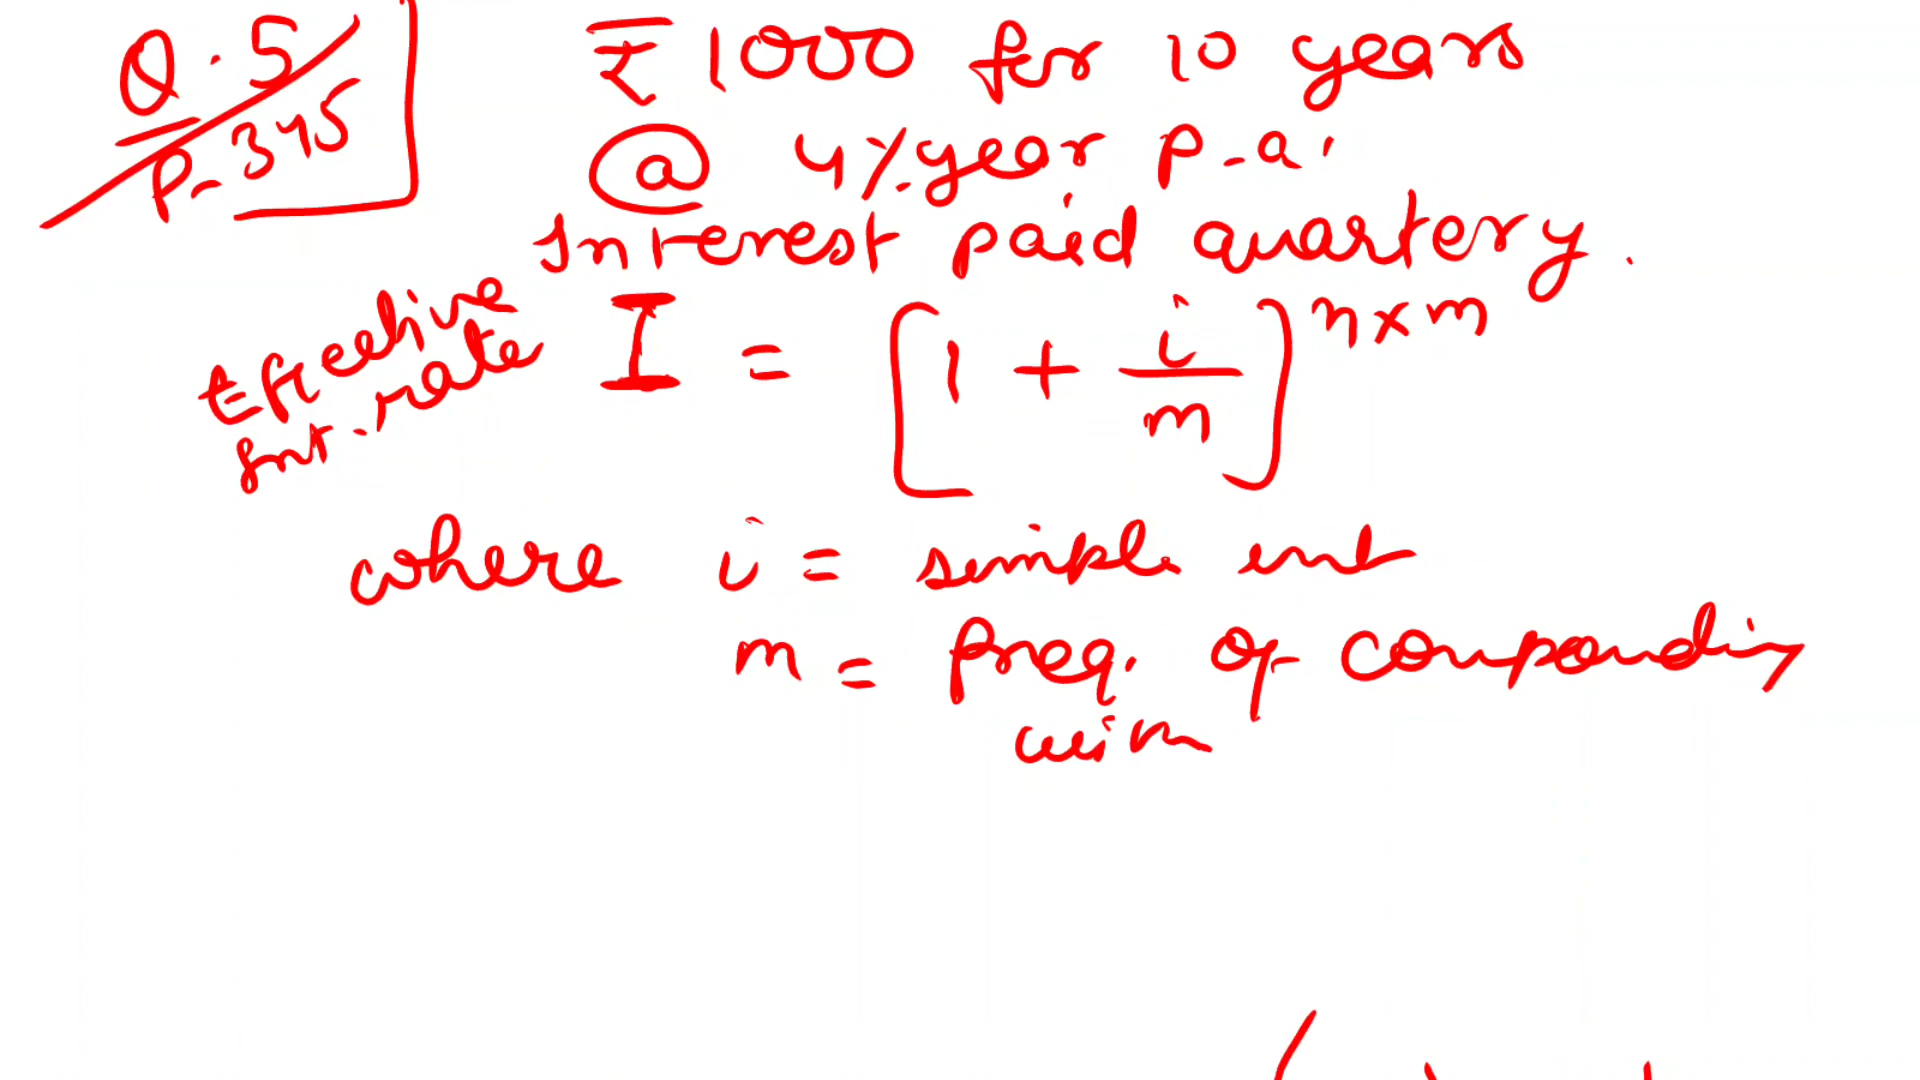 Q.5
P-345
₹ 1000 for 10 years
@ 4% year p.a.
Interest paid quartery.
Effective
Int. rate
I = [1 + i/m]^n×m
where i = simple int
m = freq. of compounding